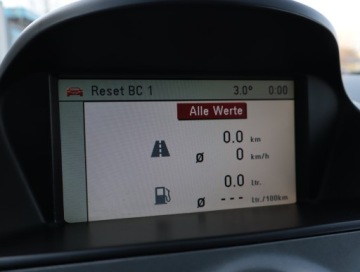 Reset BC 1 3.0° 0:00
Alle Werte
0.0 km
ø 0 km/h
0.0 ltr.
ø --- ltr./100km